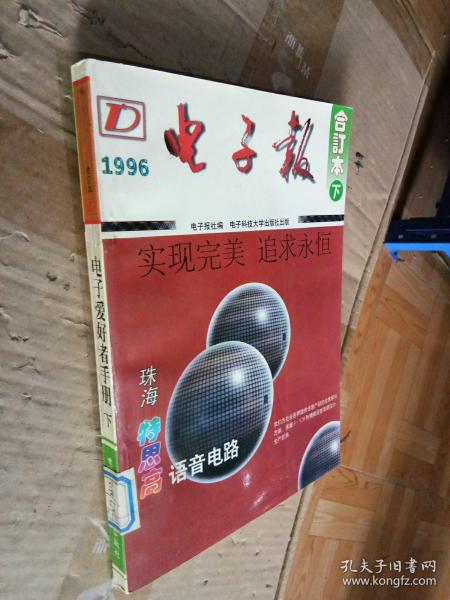 D
1996
电子报
合訂本
下
电子报社编 电子科技大学出版社出版
实现完美 追求永恒
珠海
特思高
语音电路
电子爱好者手册 下
孔夫子旧书网
www.kongfz.com